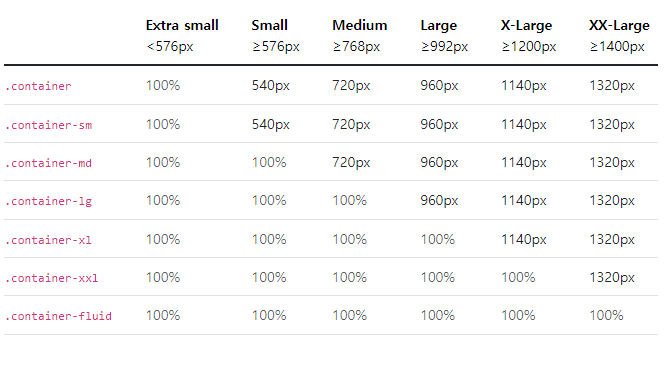 Extra small Small Medium Large X-Large XX-Large
<576px ≥576px ≥768px ≥992px ≥1200px ≥1400px
.container 100% 540px 720px 960px 1140px 1320px
.container-sm 100% 540px 720px 960px 1140px 1320px
.container-md 100% 100% 720px 960px 1140px 1320px
.container-lg 100% 100% 100% 960px 1140px 1320px
.container-xl 100% 100% 100% 100% 1140px 1320px
.container-xxl 100% 100% 100% 100% 100% 1320px
.container-fluid 100% 100% 100% 100% 100% 100%